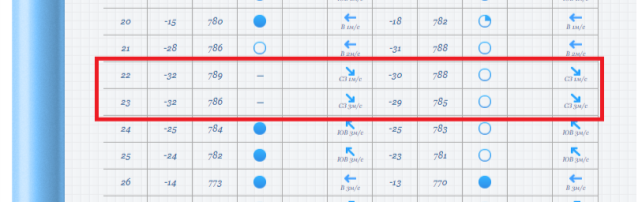 20 -15 780 В 1м/с -18 782 В 1м/с
21 -28 786 В 2м/с -31 788 В 2м/с
22 -32 789 – СЗ 1м/с -30 788 СЗ 1м/с
23 -32 786 – СЗ 3м/с -29 785 СЗ 3м/с
24 -25 784 ЮВ 3м/с -25 783 ЮВ 3м/с
25 -24 782 ЮВ 3м/с -23 781 ЮВ 3м/с
26 -14 773 В 3м/с -13 770 В 3м/с